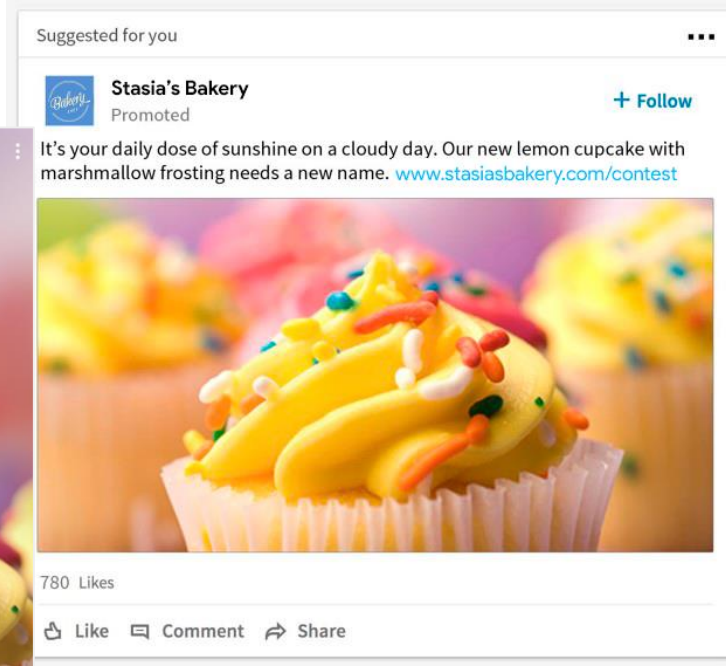 Suggested for you
Bakery
Stasia's Bakery
Promoted
+ Follow
It's your daily dose of sunshine on a cloudy day. Our new lemon cupcake with
marshmallow frosting needs a new name. www.stasiasbakery.com/contest
780 Likes
Like Comment Share